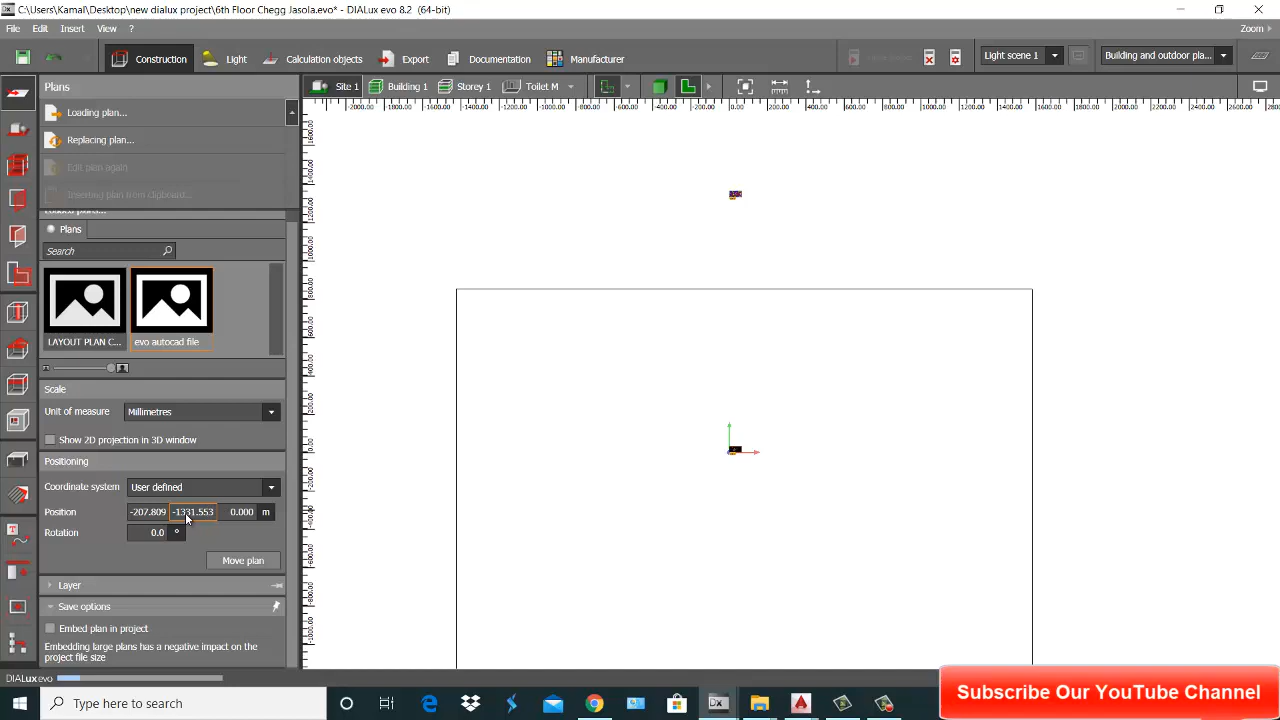 C:\Users\Kamal\Desktop\new dialux project\6th Floor Chegg Jasola.evo* - DIALux evo 8.2 (64-bit)
File Edit Insert View ? Zoom
Construction Light Calculation objects Export Documentation Manufacturer Light scene 1 Building and outdoor pla...
Plans Site 1 Building 1 Storey 1 Toilet M
Loading plan...
Replacing plan...
Edit plan again
Inserted plan from clipboard...
Plans
Search
LAYOUT PLAN C... evo autocad file
Scale
Unit of measure Millimetres
Show 2D projection in 3D window
Positioning
Coordinate system User defined
Position -207.809 -1331.553 0.000 m
Rotation 0.0 °
Move plan
Layer
Save options
Embed plan in project
Embedding large plans has a negative impact on the
project file size
DIALux evo
Subscribe Our YouTube Channel
Type here to search